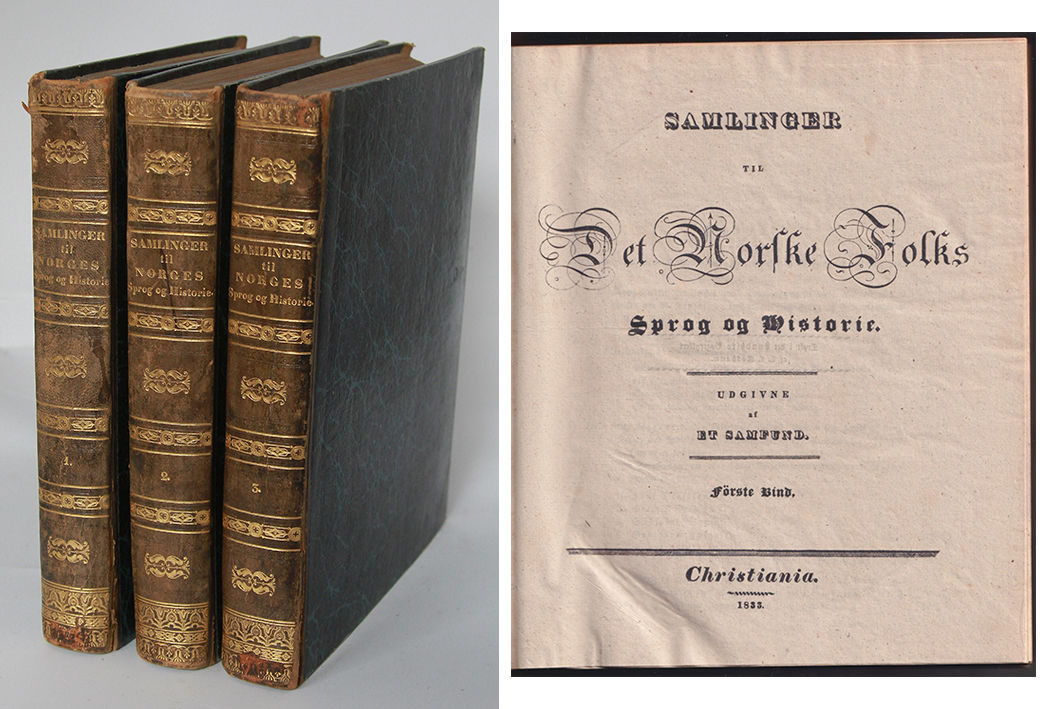 SAMLINGER
til
NORGES
Sprog og Historie
1.
SAMLINGER
til
NORGES
Sprog og Historie.
2.
SAMLINGER
til
NORGES
Sprog og Historie.
3.
SAMLINGER
TIL
Det Norſke Folks
Sprog og Historie.
UDGIVNE
af
ET SAMFUND.
Förste Bind.
Christiania.
1833.